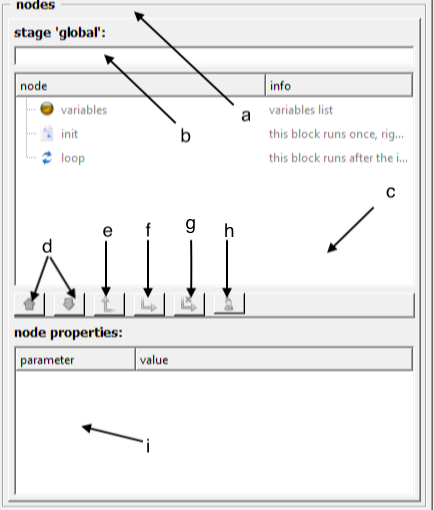 nodes
stage 'global':
node info
variables variables list
init this block runs once, rig...
loop this block runs after the i...
a
b
c
d e f g h
node properties:
parameter value
i